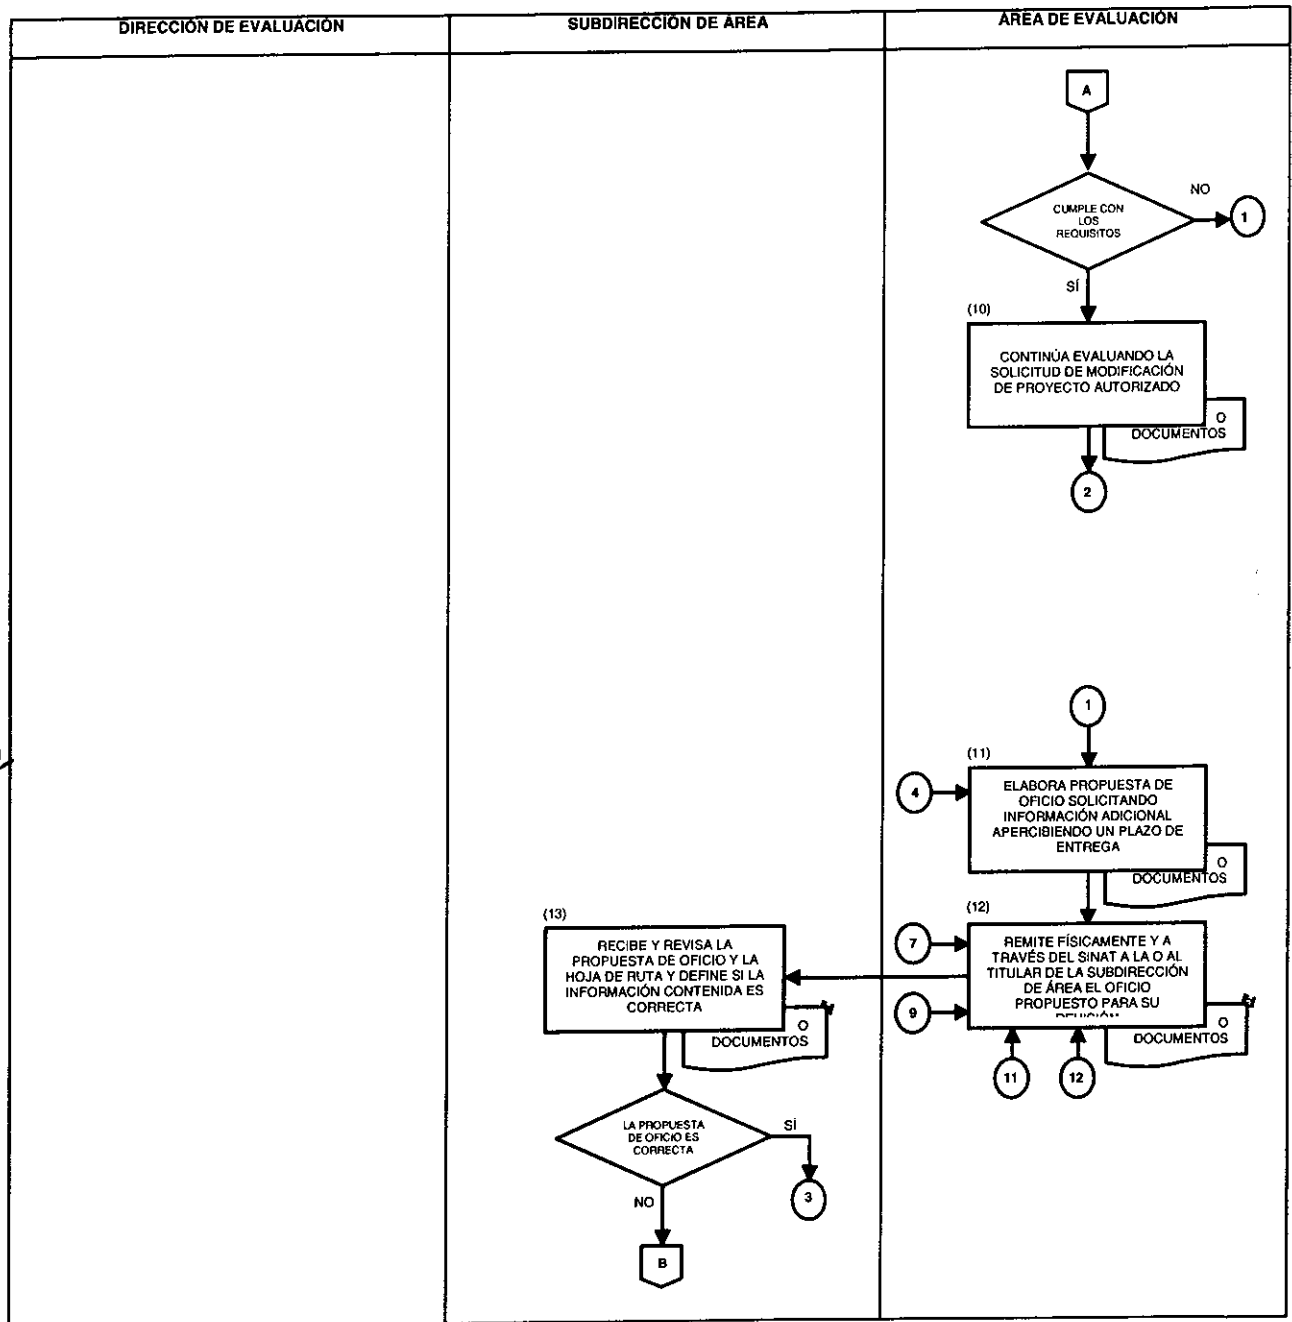 DIRECCIÓN DE EVALUACIÓN
SUBDIRECCIÓN DE ÁREA
ÁREA DE EVALUACIÓN
A
CUMPLE CON
LOS
REQUISITOS
NO
1
SÍ
(10)
CONTINÚA EVALUANDO LA
SOLICITUD DE MODIFICACIÓN
DE PROYECTO AUTORIZADO
O
DOCUMENTOS
2
1
(11)
4
ELABORA PROPUESTA DE
OFICIO SOLICITANDO
INFORMACIÓN ADICIONAL
APERCIBIENDO UN PLAZO DE
ENTREGA
O
DOCUMENTOS
(12)
7
9
REMITE FÍSICAMENTE Y A
TRAVÉS DEL SINAT A LA O AL
TITULAR DE LA SUBDIRECCIÓN
DE ÁREA EL OFICIO
PROPUESTO PARA SU
O
DOCUMENTOS
11
12
(13)
RECIBE Y REVISA LA
PROPUESTA DE OFICIO Y LA
HOJA DE RUTA Y DEFINE SI LA
INFORMACIÓN CONTENIDA ES
CORRECTA
O
DOCUMENTOS
LA PROPUESTA
DE OFICIO ES
CORRECTA
SÍ
3
NO
B